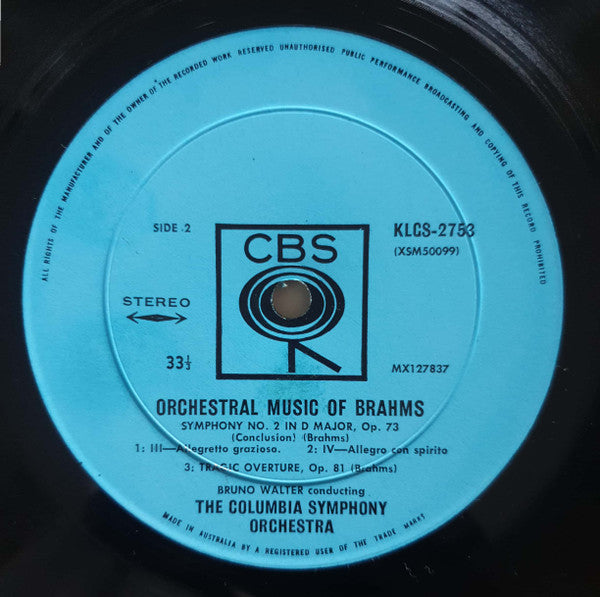 ALL RIGHTS OF THE MANUFACTURER AND OF THE OWNER OF THE RECORDED WORK RESERVED UNAUTHORISED PUBLIC PERFORMANCE BROADCASTING AND COPYING OF THIS RECORD PROHIBITED
SIDE 2
CBS
KLCS-2753
(XSM50099)
STEREO
33⅓
MX127837
ORCHESTRAL MUSIC OF BRAHMS
SYMPHONY NO. 2 IN D MAJOR, Op. 73
(Conclusion) (Brahms)
1: III—Allegretto grazioso. 2: IV—Allegro con spirito
3: TRAGIC OVERTURE, Op. 81 (Brahms)
BRUNO WALTER conducting
THE COLUMBIA SYMPHONY
ORCHESTRA
MADE IN AUSTRALIA BY A REGISTERED USER OF THE TRADE MARKS